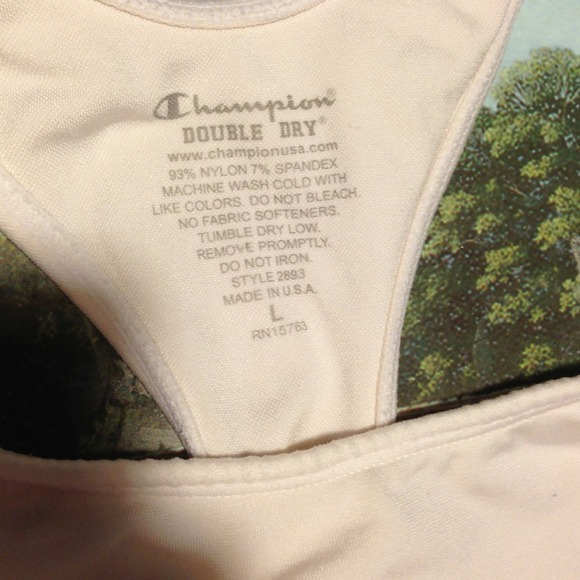 Champion®
DOUBLE DRY®
www.championusa.com
93% NYLON 7% SPANDEX
MACHINE WASH COLD WITH
LIKE COLORS. DO NOT BLEACH.
NO FABRIC SOFTENERS.
TUMBLE DRY LOW.
REMOVE PROMPTLY.
DO NOT IRON.
STYLE 2893
MADE IN U.S.A.
L
RN15763